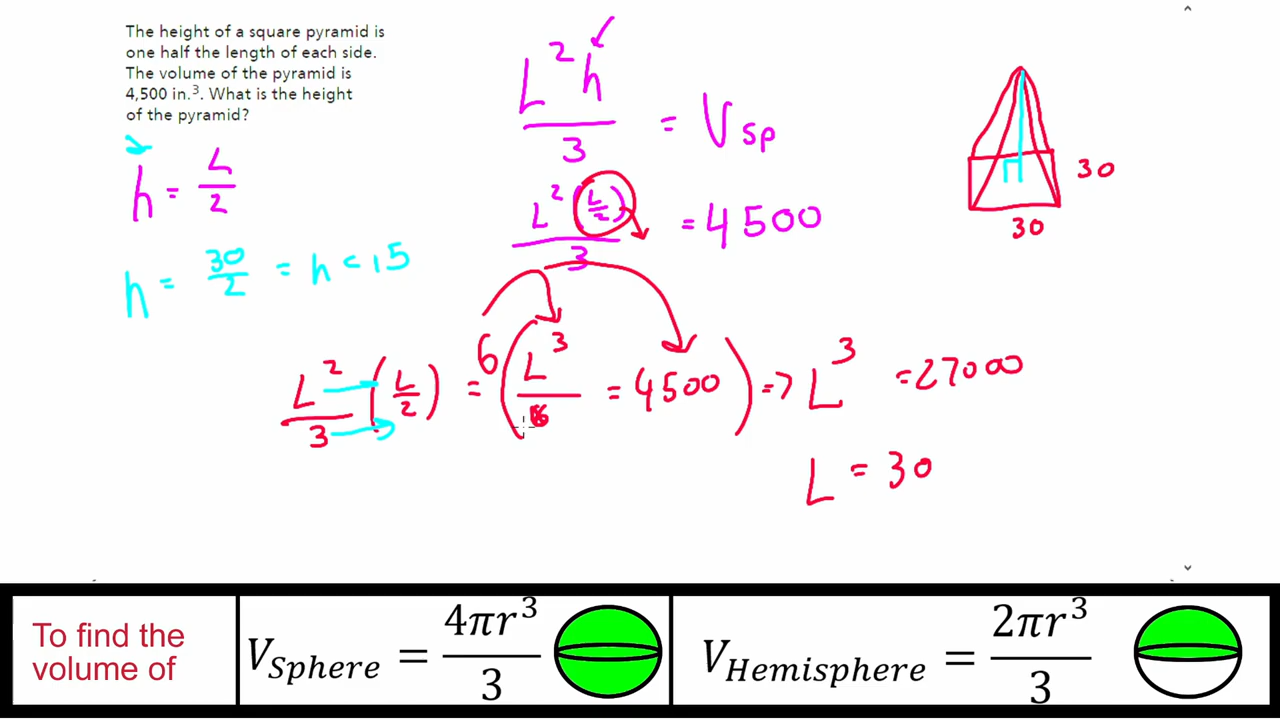 The height of a square pyramid is
one half the length of each side.
The volume of the pyramid is
4,500 in.³. What is the height
of the pyramid?
L²h/3 = V_SP
h = L/2
L²(L/2)/3 = 4500
h = 30/2 = h = 15
30
30
L²/3 (L/2) = 6(L³/6 = 4500) => L³ = 27000
L = 30
To find the
volume of
V_Sphere = 4πr³/3
V_Hemisphere = 2πr³/3